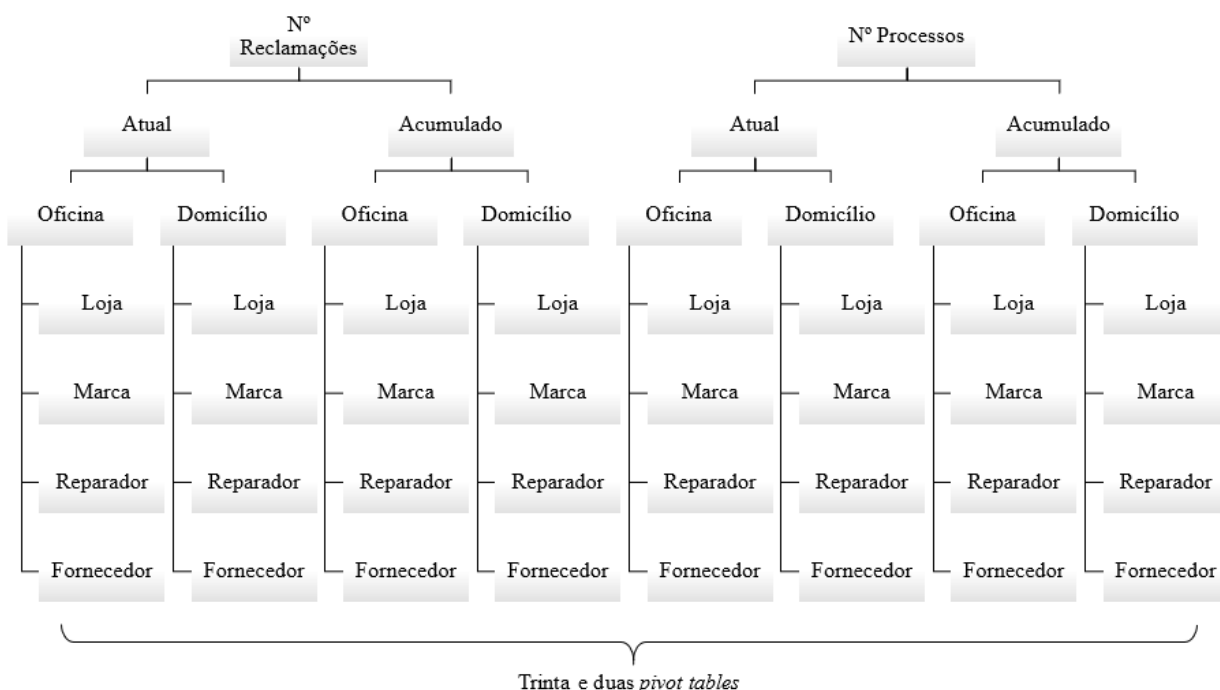 Nº
Reclamações
Nº Processos
Atual
Acumulado
Atual
Acumulado
Oficina
Domicílio
Oficina
Domicílio
Oficina
Domicílio
Oficina
Domicílio
Loja
Loja
Loja
Loja
Loja
Loja
Loja
Loja
Marca
Marca
Marca
Marca
Marca
Marca
Marca
Marca
Reparador
Reparador
Reparador
Reparador
Reparador
Reparador
Reparador
Reparador
Fornecedor
Fornecedor
Fornecedor
Fornecedor
Fornecedor
Fornecedor
Fornecedor
Fornecedor
Trinta e duas pivot tables